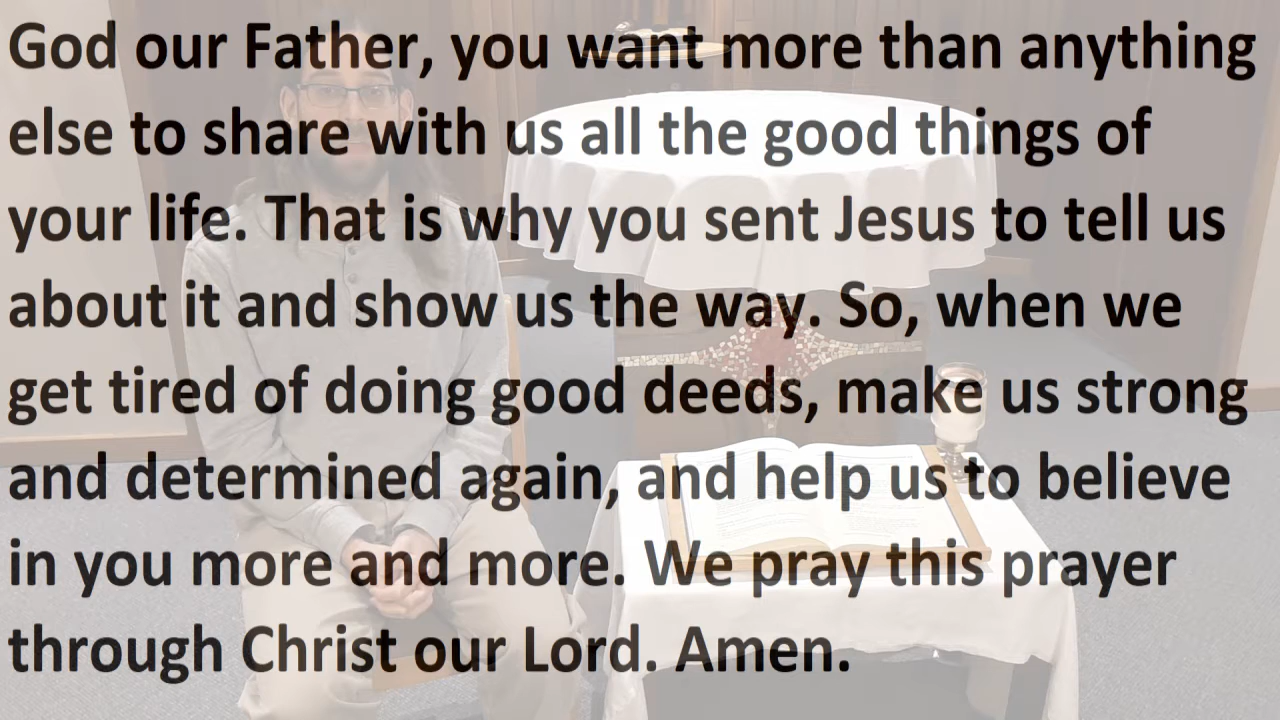 God our Father, you want more than anything
else to share with us all the good things of
your life. That is why you sent Jesus to tell us
about it and show us the way. So, when we
get tired of doing good deeds, make us strong
and determined again, and help us to believe
in you more and more. We pray this prayer
through Christ our Lord. Amen.